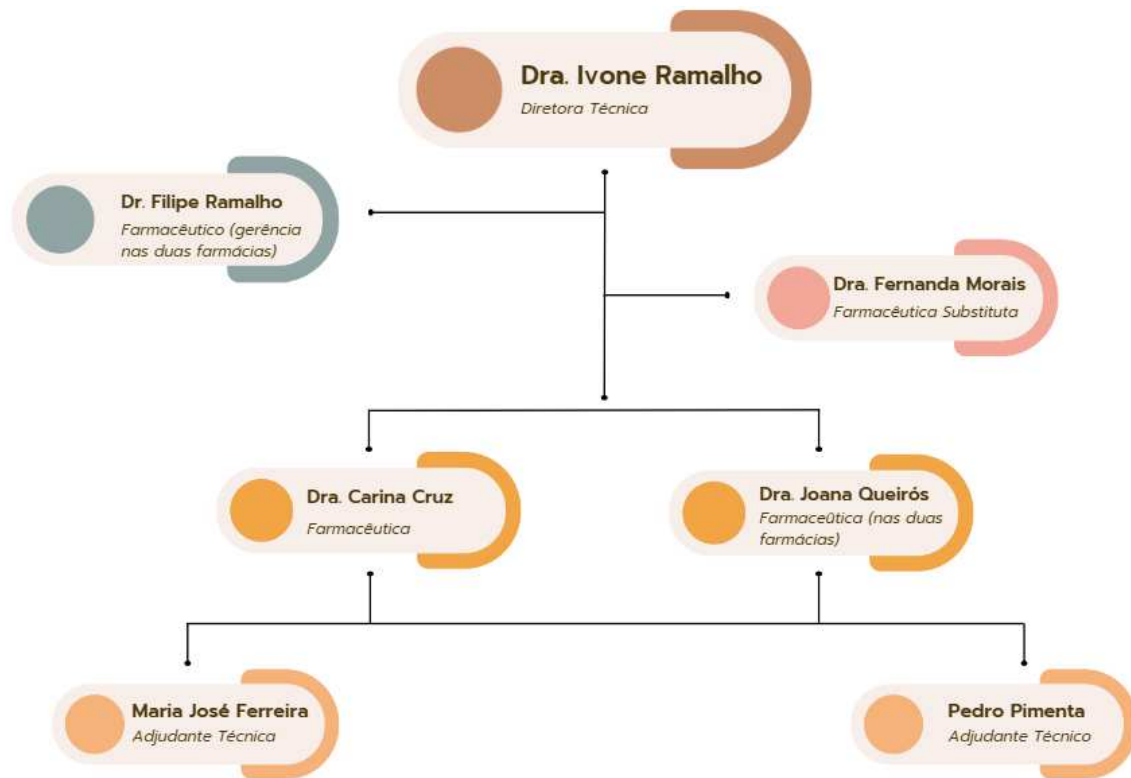 Dra. Ivone Ramalho
Diretora Técnica
Dr. Filipe Ramalho
Farmacêutico (gerência
nas duas farmácias)
Dra. Fernanda Morais
Farmacêutica Substituta
Dra. Carina Cruz
Farmacêutica
Dra. Joana Queirós
Farmaceûtica (nas duas
farmácias)
Maria José Ferreira
Adjudante Técnica
Pedro Pimenta
Adjudante Técnico